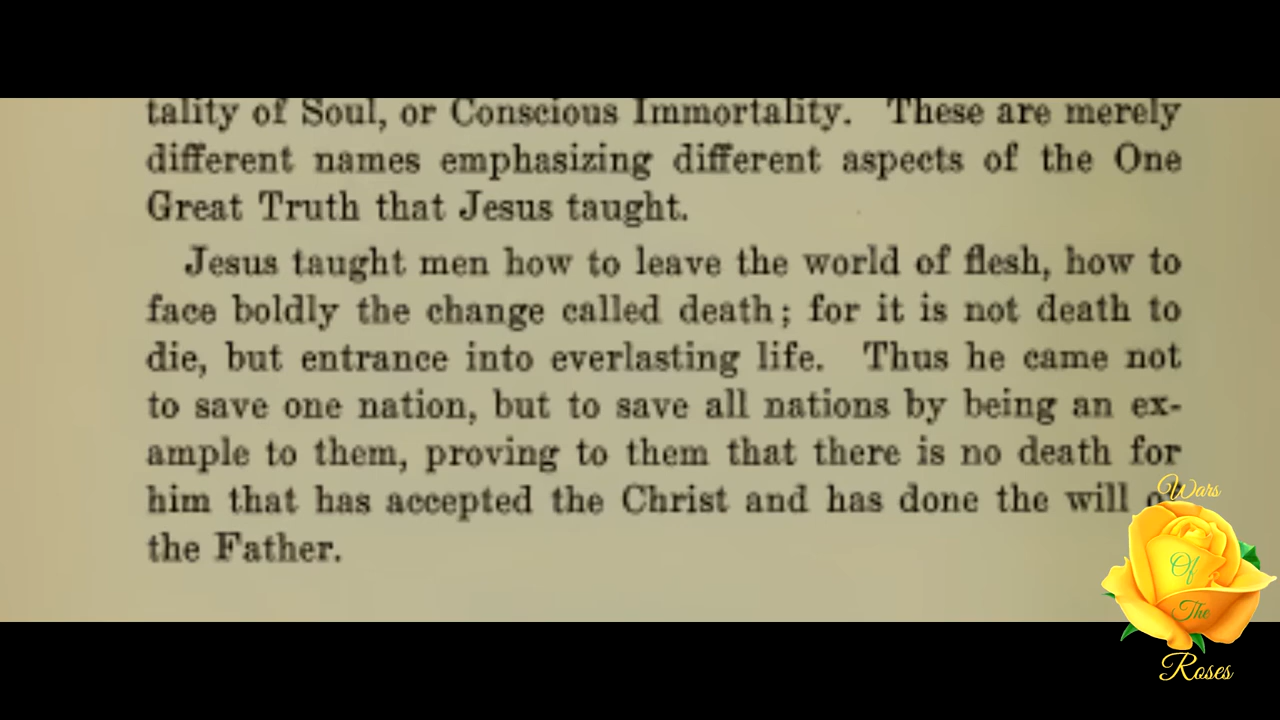 tality of Soul, or Conscious Immortality. These are merely
different names emphasizing different aspects of the One
Great Truth that Jesus taught.
Jesus taught men how to leave the world of flesh, how to
face boldly the change called death; for it is not death to
die, but entrance into everlasting life. Thus he came not
to save one nation, but to save all nations by being an ex-
ample to them, proving to them that there is no death for
him that has accepted the Christ and has done the will
the Father.
Wars
Of
The
Roses